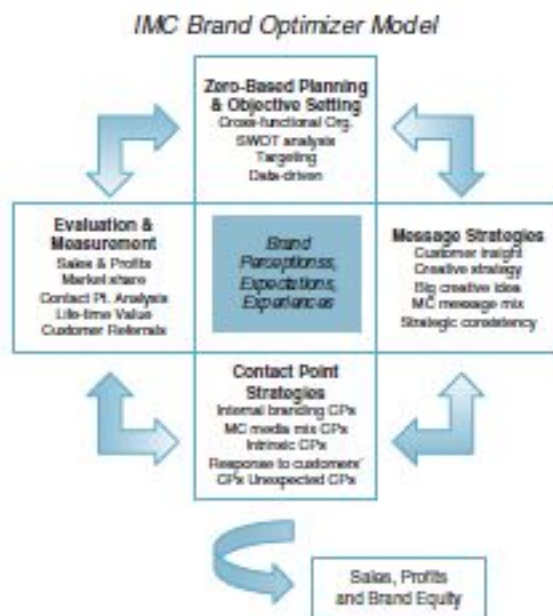 IMC Brand Optimizer Model
Zero-Based Planning
& Objective Setting
Cross-functional Org.
SWOT analysis
Targeting
Data-driven
Evaluation &
Measurement
Sales & Profits
Market share
Contact Pt. Analysis
Life-time Value
Customer Referrals
Brand
Perceptionss,
Expectations,
Experiences
Message Strategies
Customer Insight
Creative strategy
Big creative idea
MC message mix
Strategic consistency
Contact Point
Strategies
Internal branding CPs
MC media mix CPs
Intrinsic CPs
Response to customers'
CPs Unexpected CPs
Sales, Profits
and Brand Equity